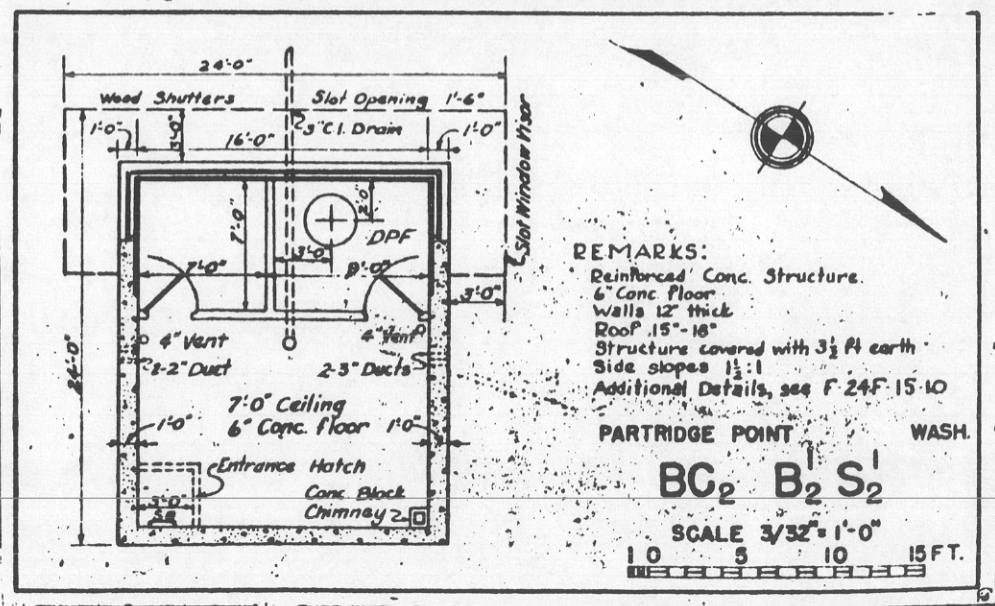 24'-0"
Wood Shutters
Slot Opening 1'-6"
3" C.I. Drain
1'-0"
16'-0"
1'-0"
3'-0"
Slot Window Visor
7'-0"
2'-0"
DPF
3'-0"
7'-0"
8'-0"
3'-0"
24'-0"
4" Vent
4" Vent
2-2" Duct
2-3" Ducts
7'-0" Ceiling
6" Conc. floor
1'-0"
1'-0"
Entrance Hatch
3'-0"
Conc. Block
Chimney
REMARKS:
Reinforced Conc. Structure
6" Conc. Floor
Walls 12" thick
Roof 15"-18"
Structure covered with 3½ Ft earth
Side slopes 1½:1
Additional Details, see F-24F-15-10
PARTRIDGE POINT WASH.
BC₂ B¹₂ S¹₂
SCALE 3/32" = 1'-0"
1 0 5 10 15 FT.